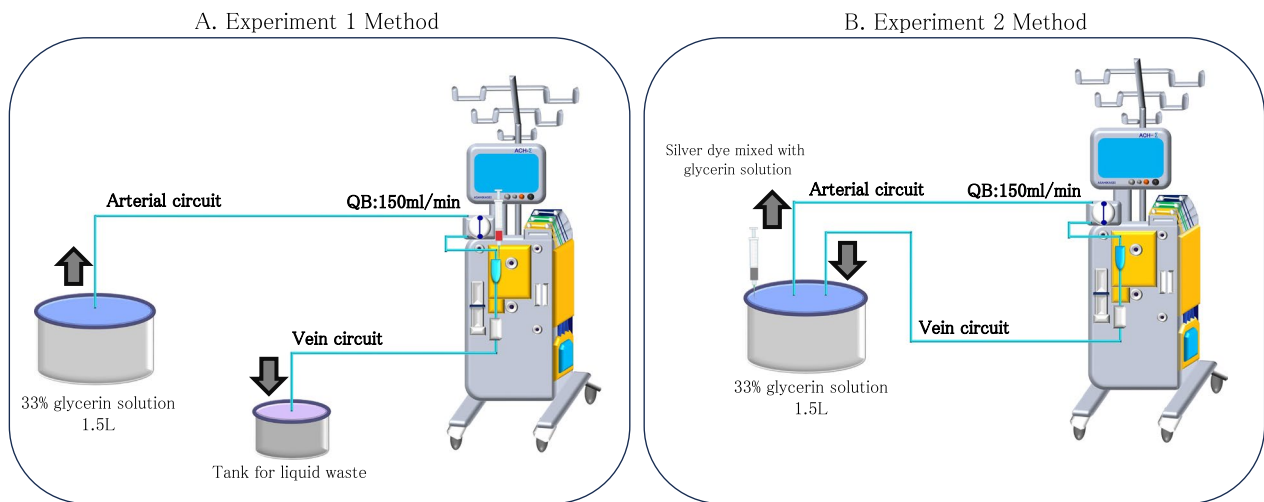 A. Experiment 1 Method
Arterial circuit
QB:150ml/min
ACH-Σ
Vein circuit
33% glycerin solution
1.5L
Tank for liquid waste
B. Experiment 2 Method
Silver dye mixed with
glycerin solution
Arterial circuit
QB:150ml/min
ACH-Σ
Vein circuit
33% glycerin solution
1.5L